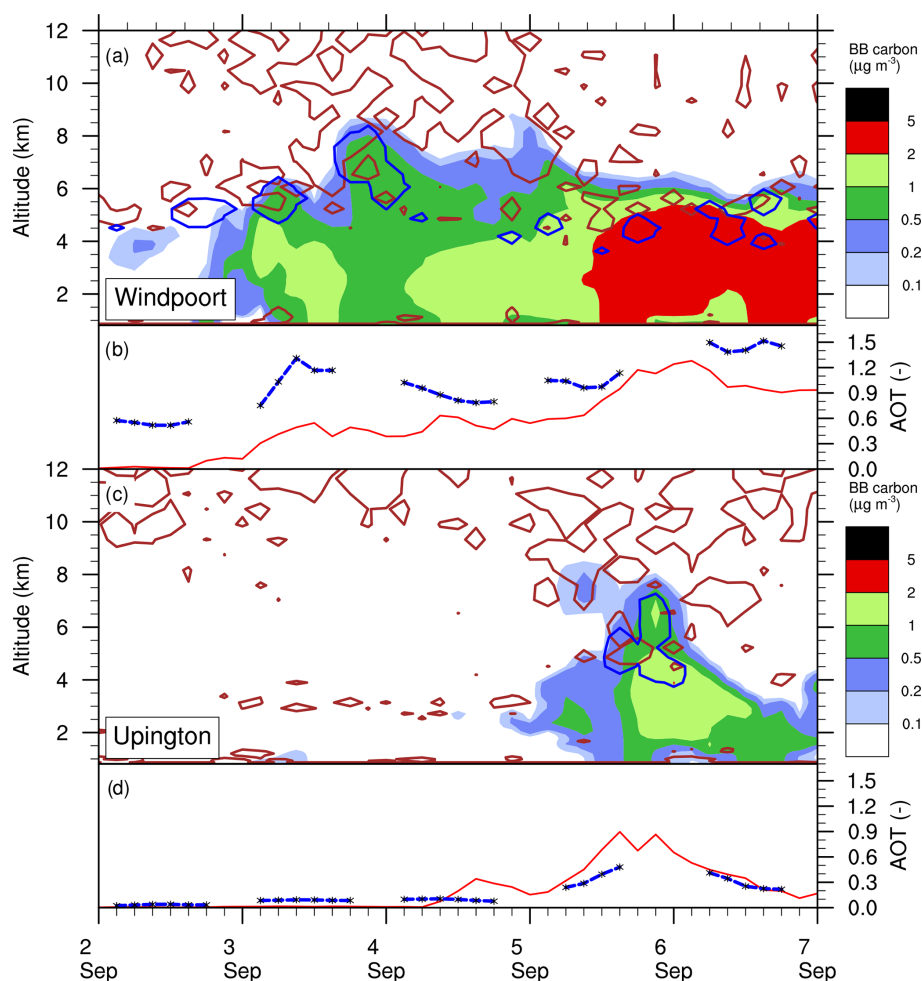 12
10
8
6
4
2
Altitude (km)
(a)
Windpoort
BB carbon
(µg m⁻³)
5
2
1
0.5
0.2
0.1
(b)
1.5
1.2
0.9
0.6
0.3
0.0
AOT (-)
12
10
8
6
4
2
Altitude (km)
(c)
Upington
BB carbon
(µg m⁻³)
5
2
1
0.5
0.2
0.1
(d)
1.5
1.2
0.9
0.6
0.3
0.0
AOT (-)
2 3 4 5 6 7
Sep Sep Sep Sep Sep Sep